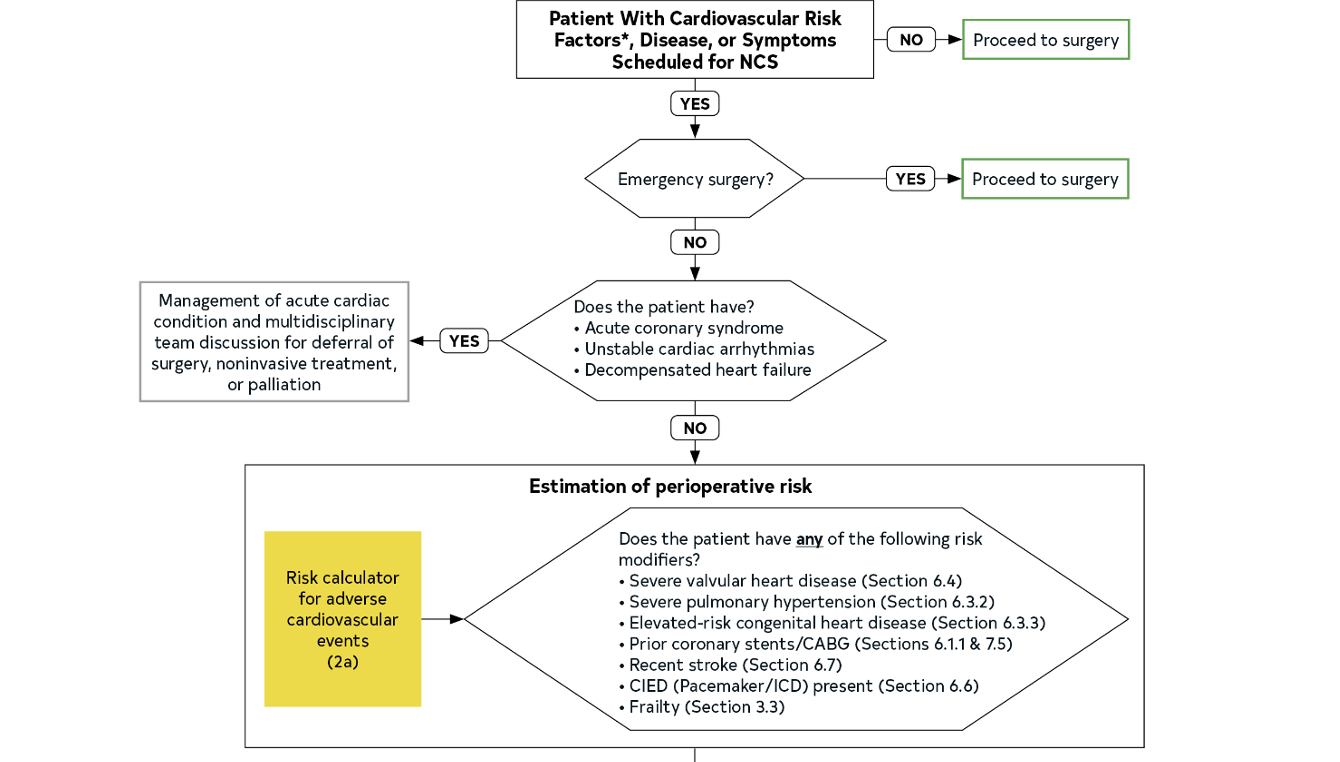 Patient With Cardiovascular Risk
Factors*, Disease, or Symptoms
Scheduled for NCS
NO
Proceed to surgery
YES
Emergency surgery?
YES
Proceed to surgery
NO
Management of acute cardiac
condition and multidisciplinary
team discussion for deferral of
surgery, noninvasive treatment,
or palliation
YES
Does the patient have?
• Acute coronary syndrome
• Unstable cardiac arrhythmias
• Decompensated heart failure
NO
Estimation of perioperative risk
Risk calculator
for adverse
cardiovascular
events
(2a)
Does the patient have any of the following risk
modifiers?
• Severe valvular heart disease (Section 6.4)
• Severe pulmonary hypertension (Section 6.3.2)
• Elevated-risk congenital heart disease (Section 6.3.3)
• Prior coronary stents/CABG (Sections 6.1.1 & 7.5)
• Recent stroke (Section 6.7)
• CIED (Pacemaker/ICD) present (Section 6.6)
• Frailty (Section 3.3)